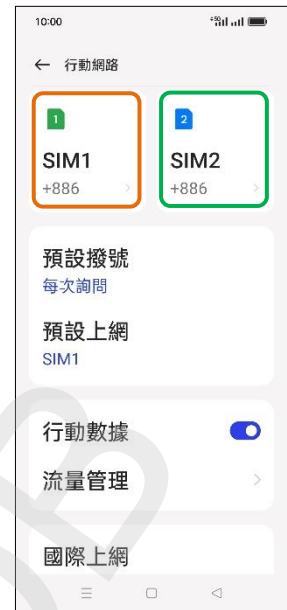 10:00
5G
← 行動網路
1
2
SIM1
SIM2
+886
+886
預設撥號
每次詢問
預設上網
SIM1
行動數據
流量管理
國際上網